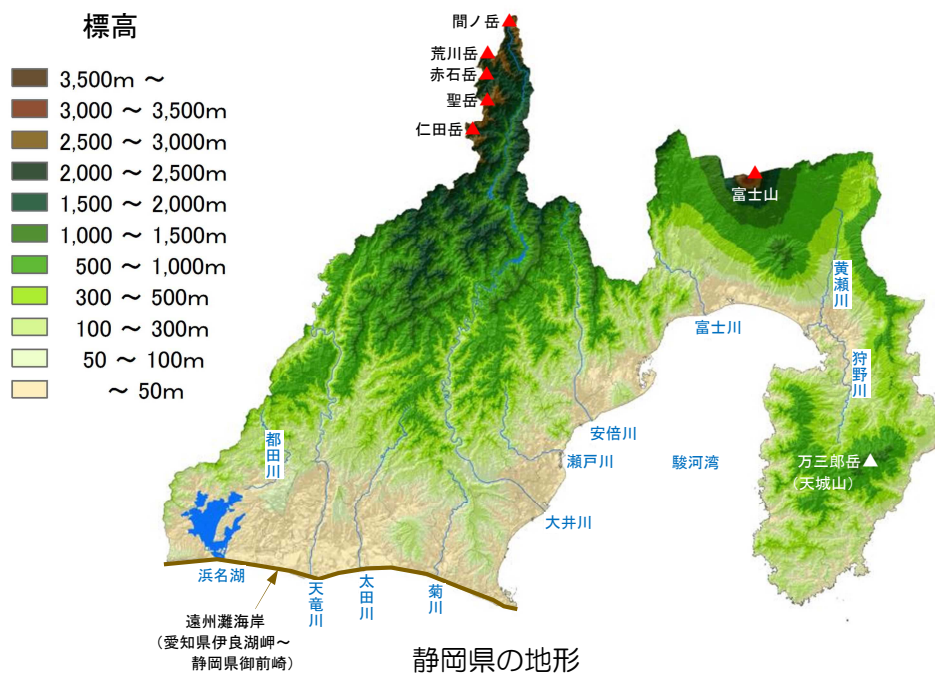 標高
3,500m ～
3,000 ～ 3,500m
2,500 ～ 3,000m
2,000 ～ 2,500m
1,500 ～ 2,000m
1,000 ～ 1,500m
500 ～ 1,000m
300 ～ 500m
100 ～ 300m
50 ～ 100m
～ 50m
間ノ岳
荒川岳
赤石岳
聖岳
仁田岳
富士山
黄瀬川
富士川
狩野川
安倍川
都田川
瀬戸川
駿河湾
万三郎岳
（天城山）
大井川
浜名湖
天竜川
太田川
菊川
遠州灘海岸
（愛知県伊良湖岬～
静岡県御前崎）
静岡県の地形